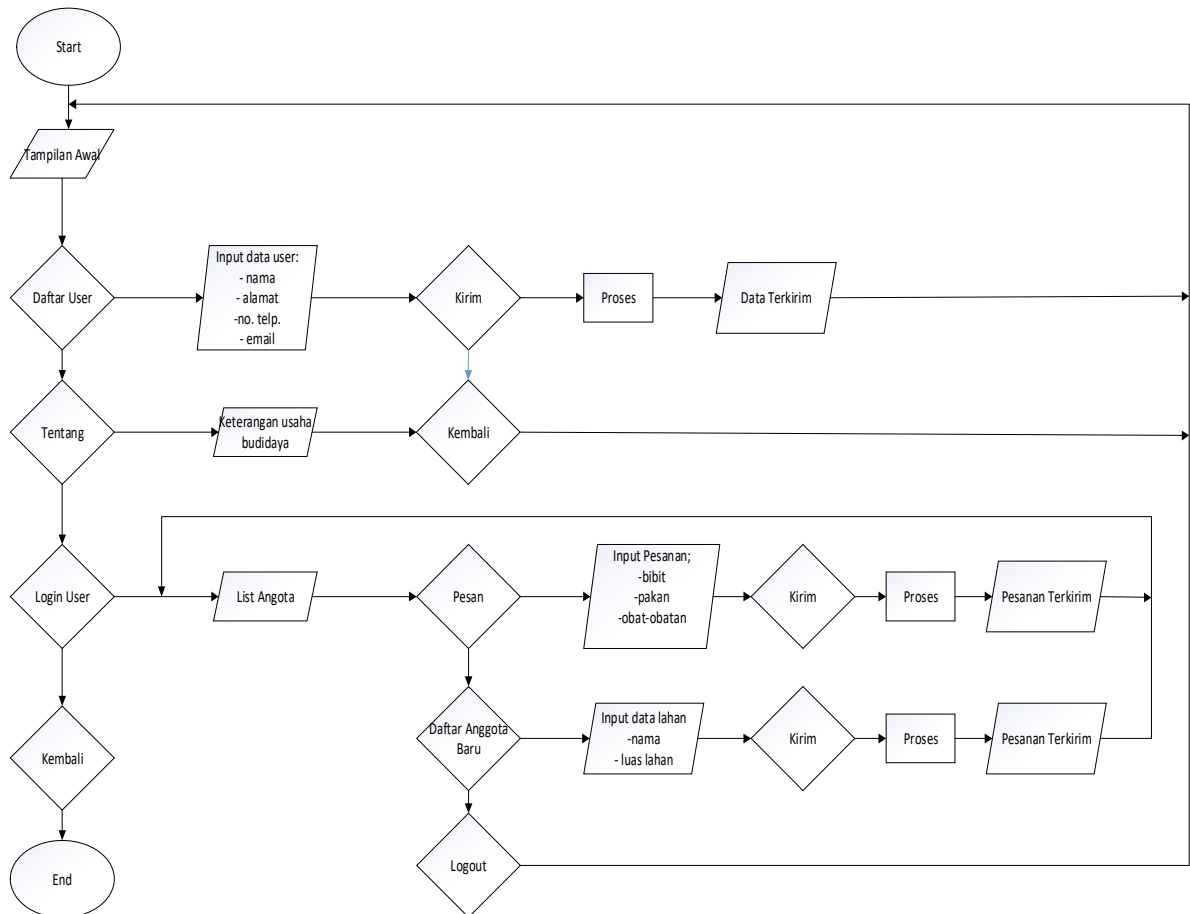 Start
Tampilan Awal
Daftar User
Input data user:
- nama
- alamat
-no. telp.
- email
Kirim
Proses
Data Terkirim
Tentang
Keterangan usaha
budidaya
Kembali
Login User
List Angota
Pesan
Input Pesanan;
-bibit
-pakan
-obat-obatan
Kirim
Proses
Pesanan Terkirim
Kembali
Daftar Anggota
Baru
Input data lahan
-nama
- luas lahan
Kirim
Proses
Pesanan Terkirim
End
Logout